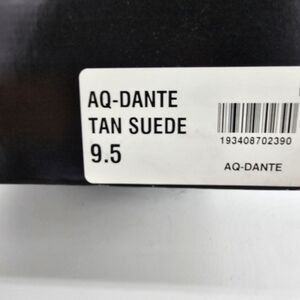 AQ-DANTE
TAN SUEDE
9.5
193408702390
AQ-DANTE